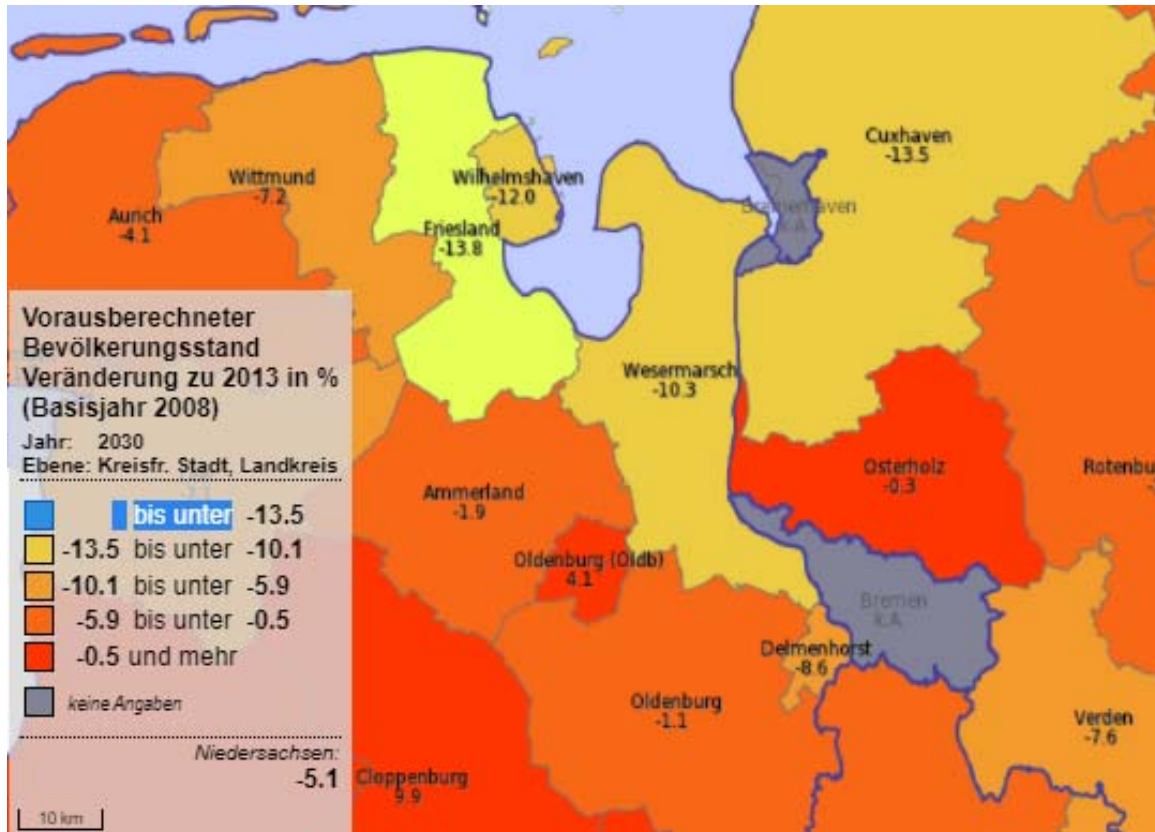 Cuxhaven
-13.5
Wittmund
-7.2
Wilhelmshaven
-12.0
Aurich
-4.1
Bremerhaven
k.A.
Friesland
-13.8
Vorausberechneter
Bevölkerungsstand
Veränderung zu 2013 in %
(Basisjahr 2008)
Jahr: 2030
Ebene: Kreisfr. Stadt, Landkreis
bis unter -13.5
-13.5 bis unter -10.1
-10.1 bis unter -5.9
-5.9 bis unter -0.5
-0.5 und mehr
keine Angaben
Niedersachsen:
-5.1
10 km
Wesermarsch
-10.3
Osterholz
-0.3
Rotenbu
Ammerland
-1.9
Oldenburg (Oldb)
4.1
Bremen
k.A.
Delmenhorst
-8.6
Oldenburg
-1.1
Verden
-7.6
Cloppenburg
9.9